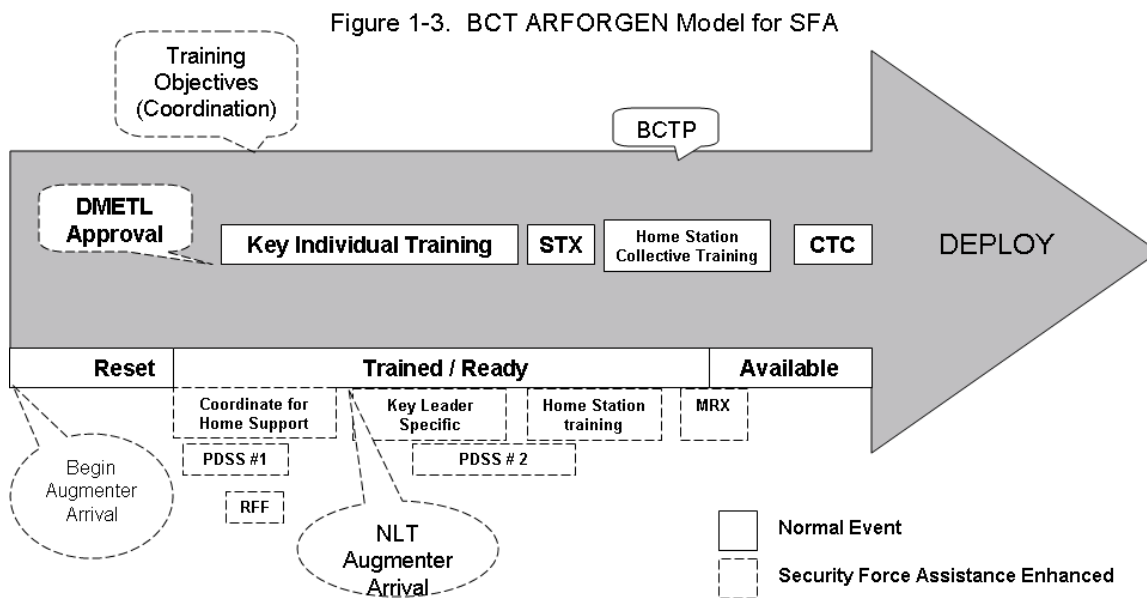 Figure 1-3. BCT ARFORGEN Model for SFA
Training
Objectives
(Coordination)
BCTP
DMETL
Approval
Key Individual Training
STX
Home Station
Collective Training
CTC
DEPLOY
Reset
Trained / Ready
Available
Coordinate for
Home Support
Key Leader
Specific
Home Station
training
MRX
PDSS #1
PDSS # 2
RFF
Begin
Augmenter
Arrival
NLT
Augmenter
Arrival
Normal Event
Security Force Assistance Enhanced